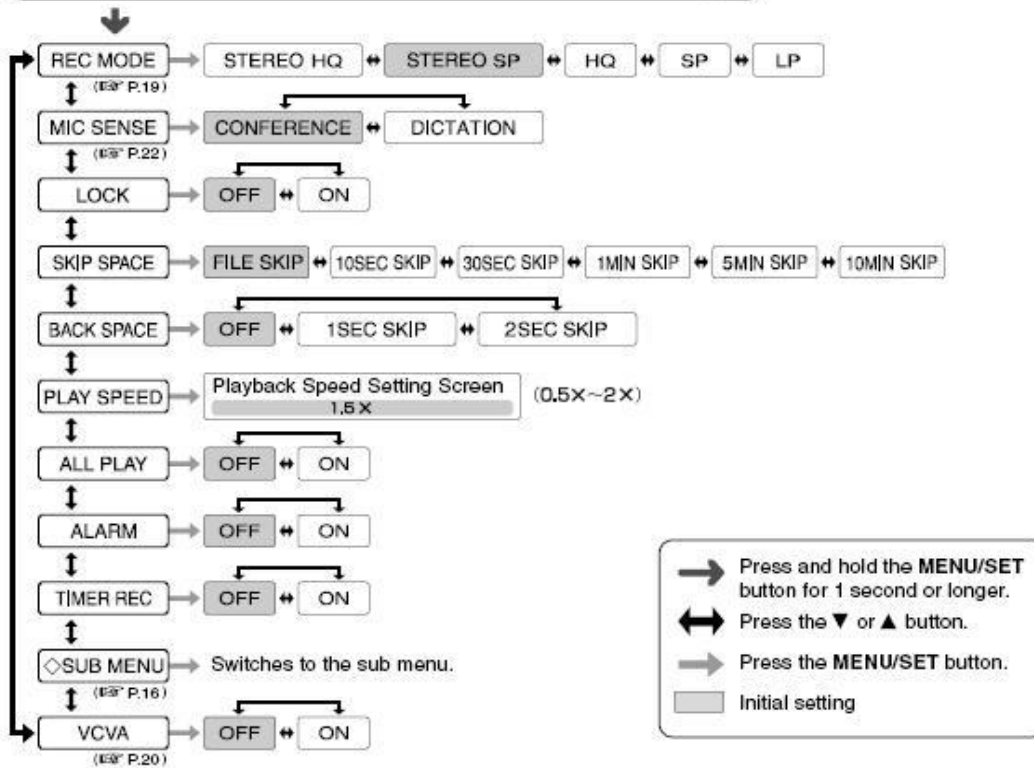 REC MODE STEREO HQ STEREO SP HQ SP LP
(☞ P.19)
MIC SENSE CONFERENCE DICTATION
(☞ P.22)
LOCK OFF ON
SKIP SPACE FILE SKIP 10SEC SKIP 30SEC SKIP 1MIN SKIP 5MIN SKIP 10MIN SKIP
BACK SPACE OFF 1SEC SKIP 2SEC SKIP
PLAY SPEED Playback Speed Setting Screen (0.5×~2×)
1.5 ×
ALL PLAY OFF ON
ALARM OFF ON
TIMER REC OFF ON
◇SUB MENU Switches to the sub menu.
(☞ P.16)
VCVA OFF ON
(☞ P.20)
Press and hold the MENU/SET
button for 1 second or longer.
Press the ▼ or ▲ button.
Press the MENU/SET button.
Initial setting